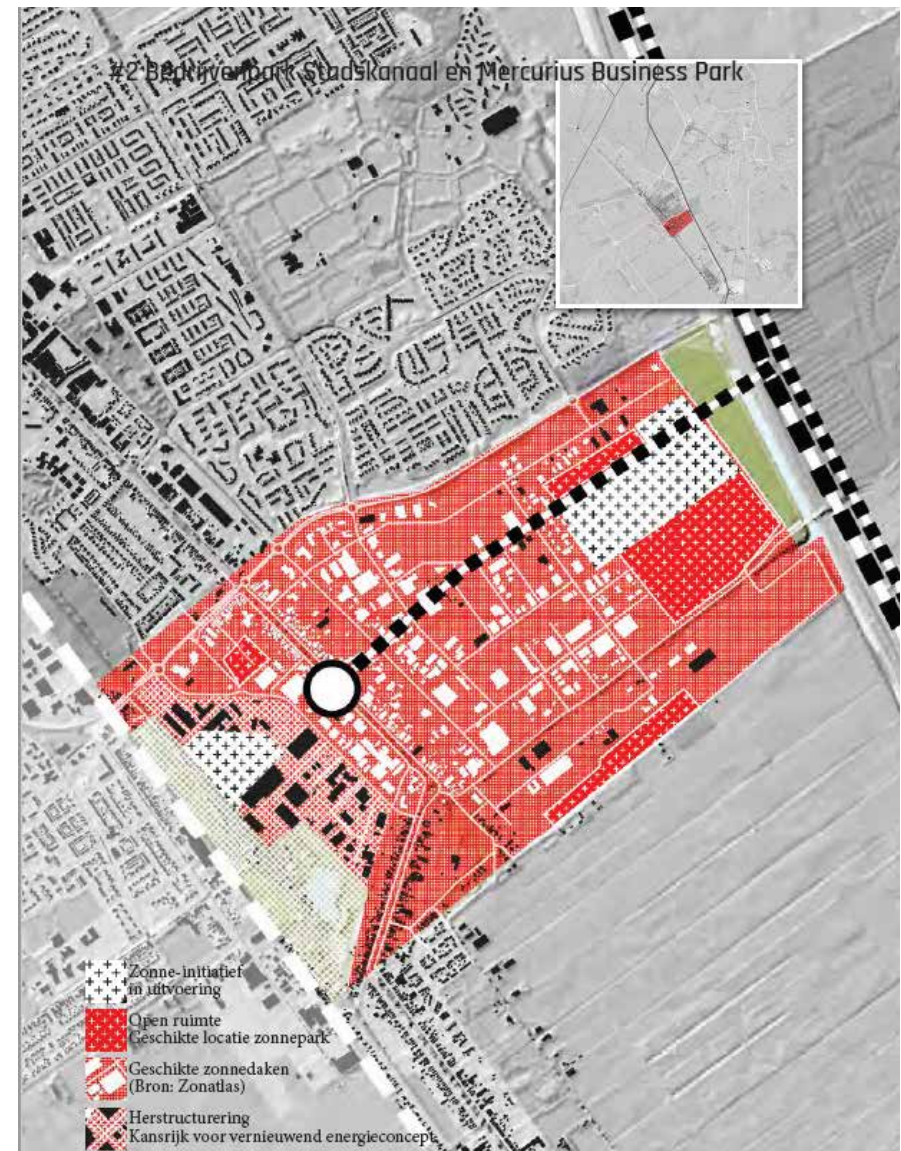 #2 Bedrijvenpark Stadskanaal en Mercurius Business Park
Zonne-initiatief
in uitvoering
Open ruimte
Geschikte locatie zonnepark
Geschikte zonnedaken
(Bron: Zonatlas)
Herstructurering
Kansrijk voor vernieuwend energieconcept